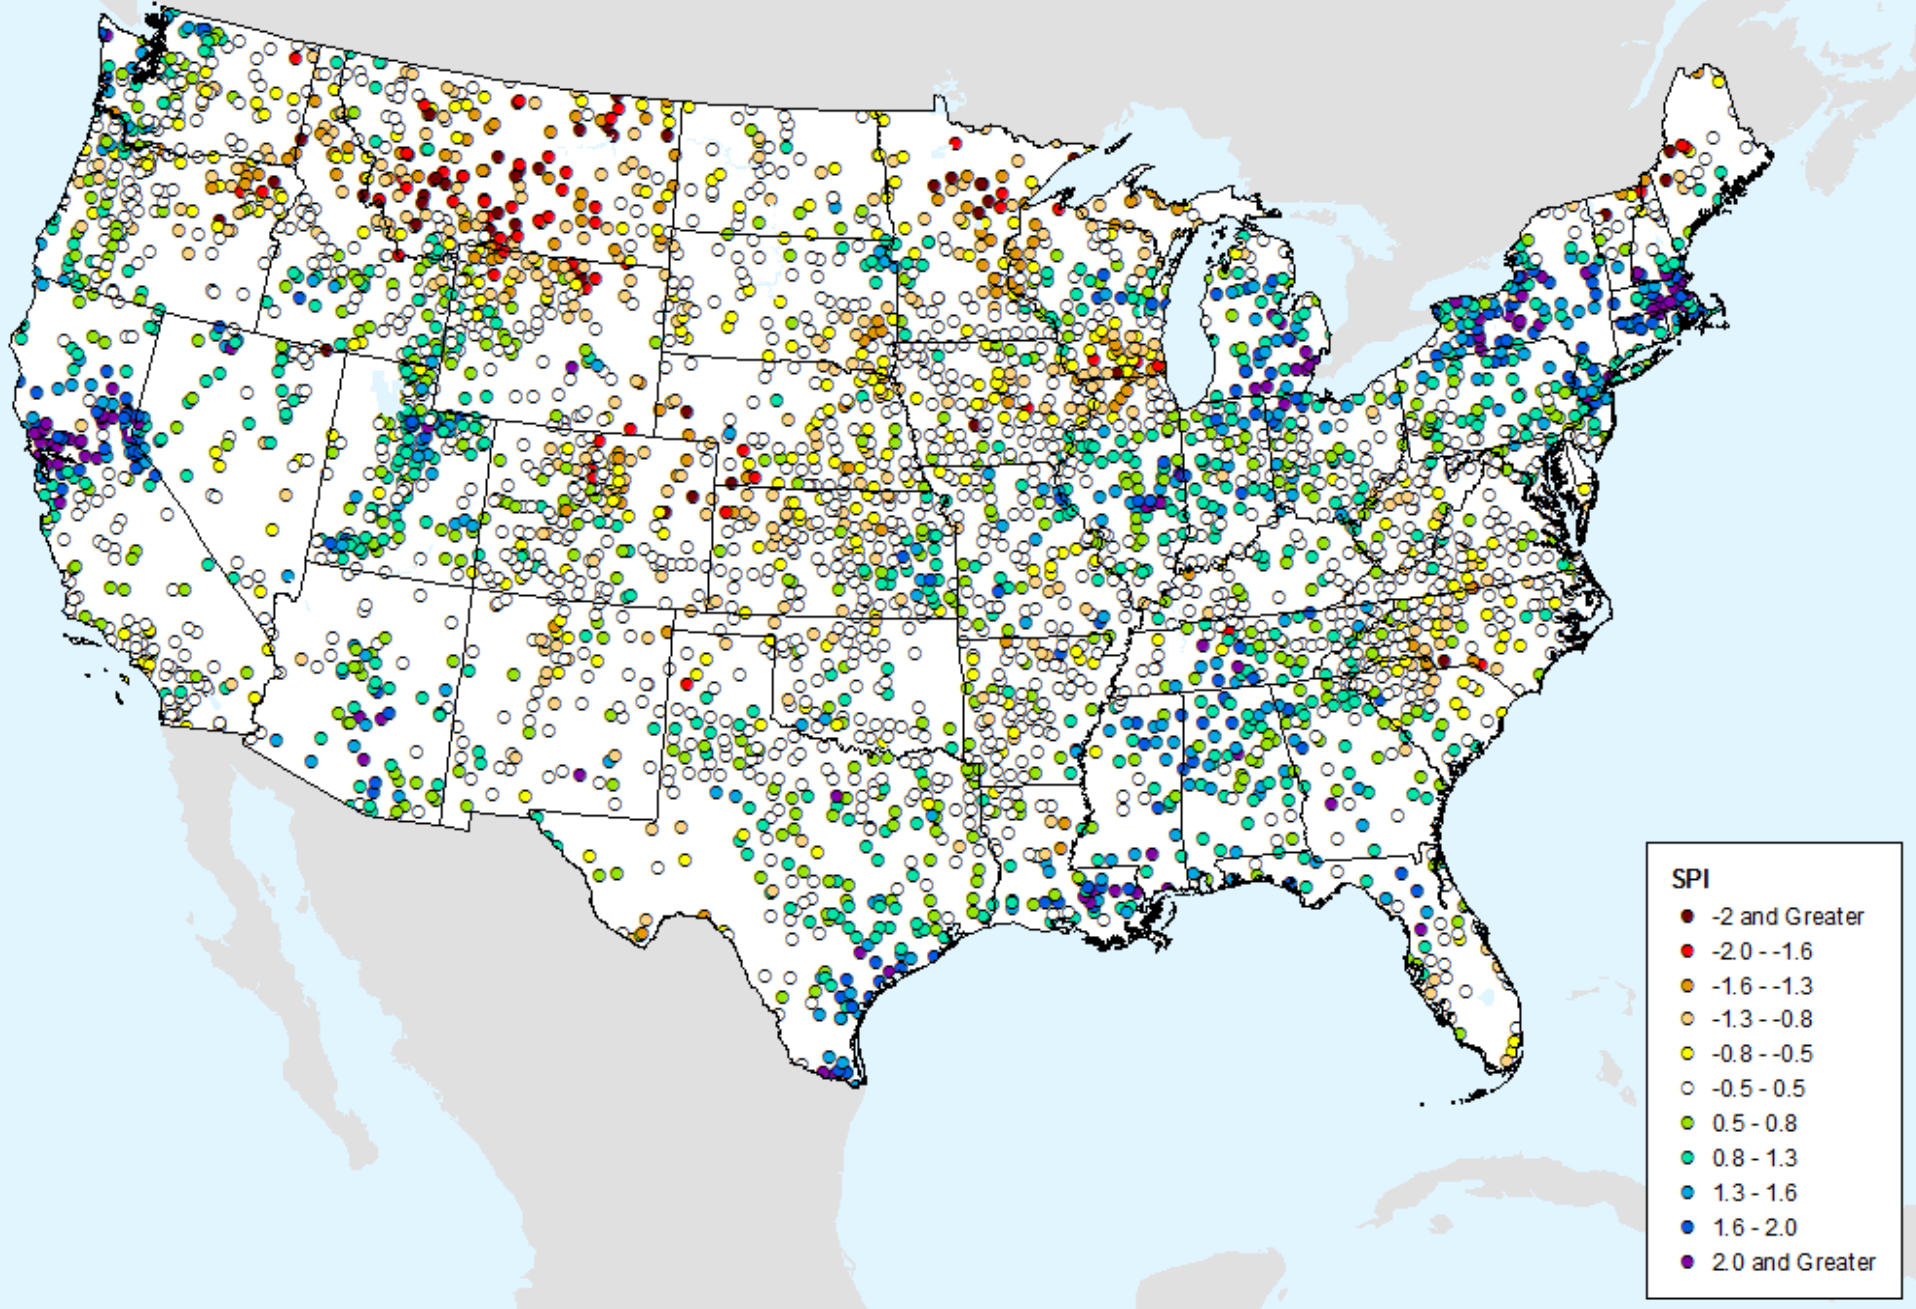 SPI
-2 and Greater
-2.0 - -1.6
-1.6 - -1.3
-1.3 - -0.8
-0.8 - -0.5
-0.5 - 0.5
0.5 - 0.8
0.8 - 1.3
1.3 - 1.6
1.6 - 2.0
2.0 and Greater